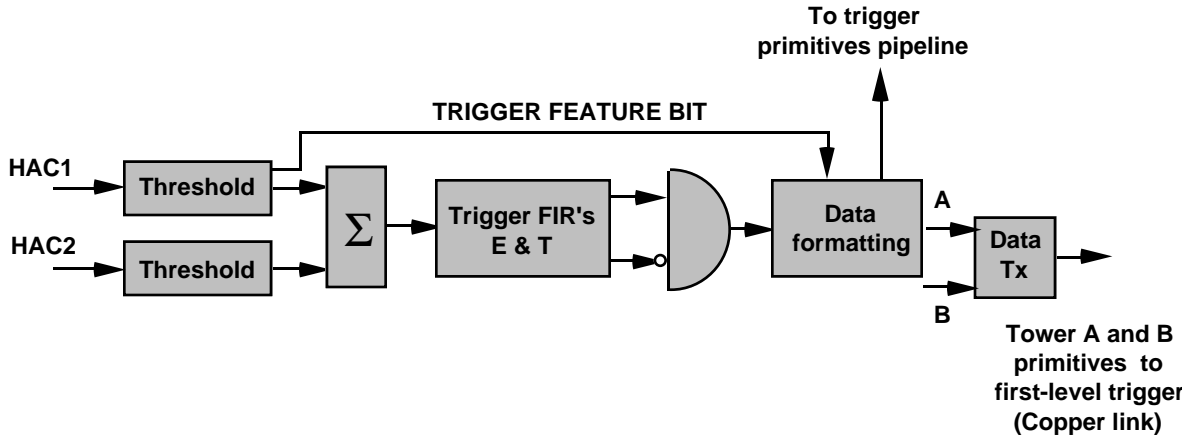 To trigger
primitives pipeline
TRIGGER FEATURE BIT
HAC1
Threshold
HAC2
Threshold
Σ
Trigger FIR's
E & T
Data
formatting
A
B
Data
Tx
Tower A and B
primitives to
first-level trigger
(Copper link)